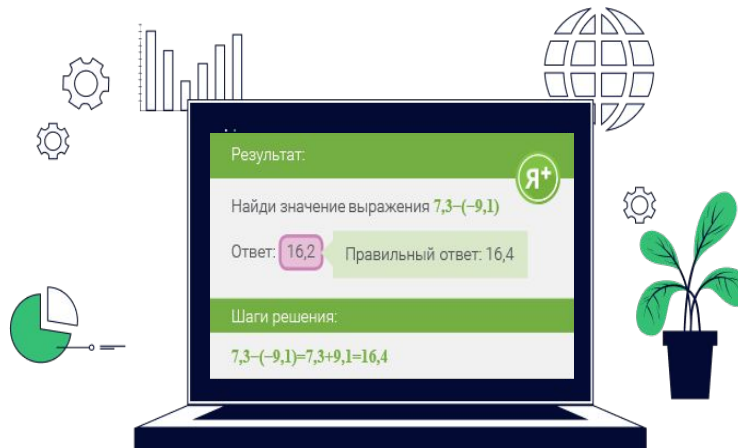 Результат:
Я+
Найди значение выражения 7,3−(−9,1)
Ответ: 16,2 Правильный ответ: 16,4
Шаги решения:
7,3−(−9,1)=7,3+9,1=16,4